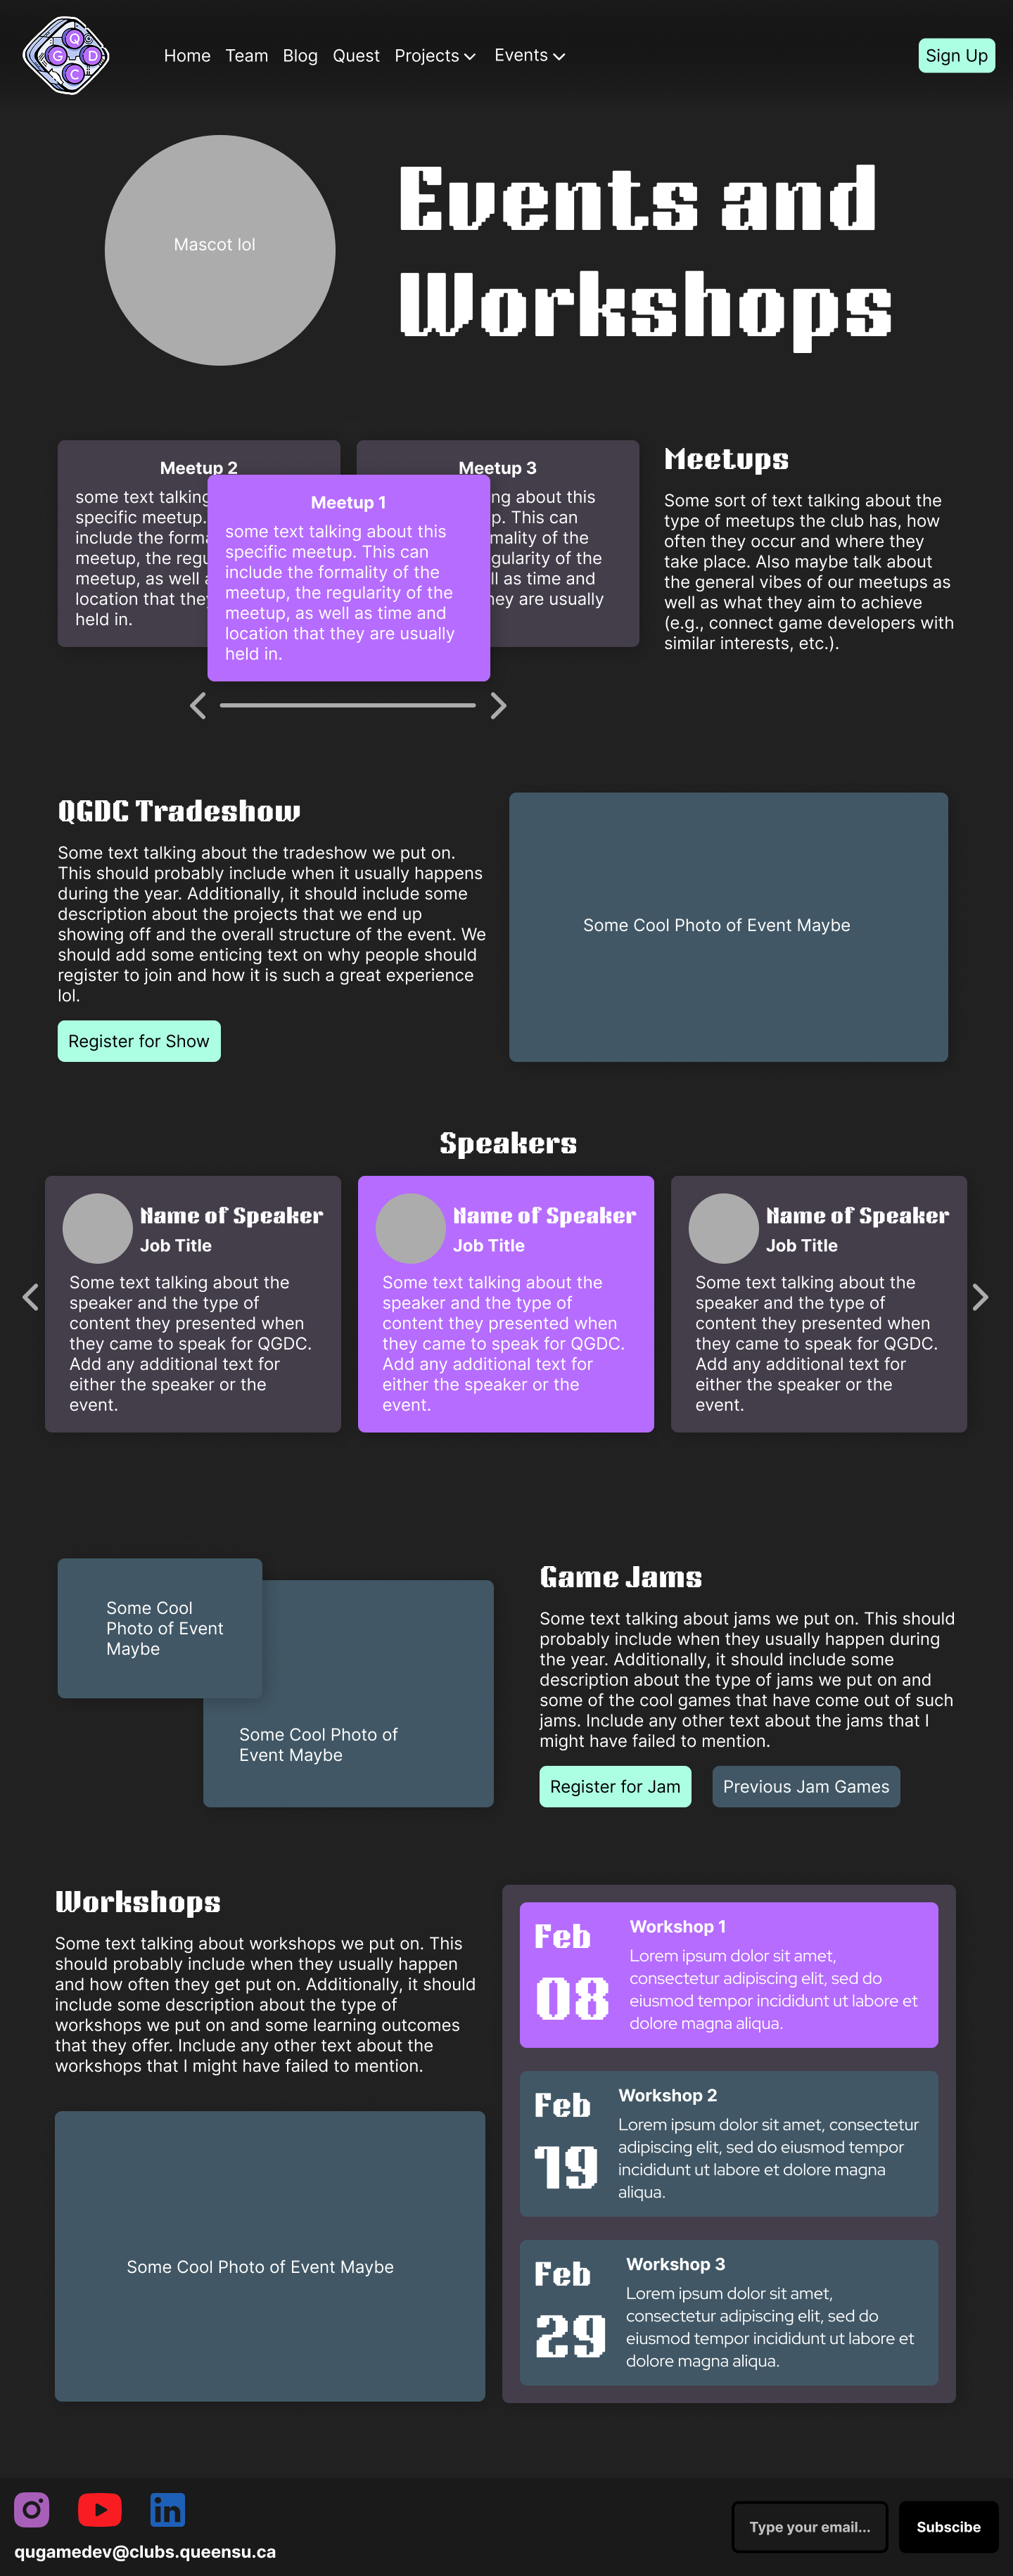 Q
G
D
C
Home
Team
Blog
Quest
Projects
Events
Sign Up
Mascot lol
Events and
Workshops
Meetup 2
some text talking
specific meetup.
include the forma
meetup, the regu
meetup, as well a
location that they
held in.
Meetup 1
some text talking about this
specific meetup. This can
include the formality of the
meetup, the regularity of the
meetup, as well as time and
location that they are usually
held in.
Meetup 3
ng about this
p. This can
mality of the
gularity of the
ll as time and
hey are usually
Meetups
Some sort of text talking about the
type of meetups the club has, how
often they occur and where they
take place. Also maybe talk about
the general vibes of our meetups as
well as what they aim to achieve
(e.g., connect game developers with
similar interests, etc.).
QGDC Tradeshow
Some text talking about the tradeshow we put on.
This should probably include when it usually happens
during the year. Additionally, it should include some
description about the projects that we end up
showing off and the overall structure of the event. We
should add some enticing text on why people should
register to join and how it is such a great experience
lol.
Register for Show
Some Cool Photo of Event Maybe
Speakers
Name of Speaker
Job Title
Some text talking about the
speaker and the type of
content they presented when
they came to speak for QGDC.
Add any additional text for
either the speaker or the
event.
Name of Speaker
Job Title
Some text talking about the
speaker and the type of
content they presented when
they came to speak for QGDC.
Add any additional text for
either the speaker or the
event.
Name of Speaker
Job Title
Some text talking about the
speaker and the type of
content they presented when
they came to speak for QGDC.
Add any additional text for
either the speaker or the
event.
Some Cool
Photo of Event
Maybe
Some Cool Photo of
Event Maybe
Game Jams
Some text talking about jams we put on. This should
probably include when they usually happen during
the year. Additionally, it should include some
description about the type of jams we put on and
some of the cool games that have come out of such
jams. Include any other text about the jams that I
might have failed to mention.
Register for Jam
Previous Jam Games
Workshops
Some text talking about workshops we put on. This
should probably include when they usually happen
and how often they get put on. Additionally, it should
include some description about the type of
workshops we put on and some learning outcomes
that they offer. Include any other text about the
workshops that I might have failed to mention.
Some Cool Photo of Event Maybe
Feb
08
Workshop 1
Lorem ipsum dolor sit amet,
consectetur adipiscing elit, sed do
eiusmod tempor incididunt ut labore et
dolore magna aliqua.
Feb
19
Workshop 2
Lorem ipsum dolor sit amet, consectetur
adipiscing elit, sed do eiusmod tempor
incididunt ut labore et dolore magna
aliqua.
Feb
29
Workshop 3
Lorem ipsum dolor sit amet,
consectetur adipiscing elit, sed do
eiusmod tempor incididunt ut labore et
dolore magna aliqua.
in
qugamedev@clubs.queensu.ca
Type your email...
Subscibe